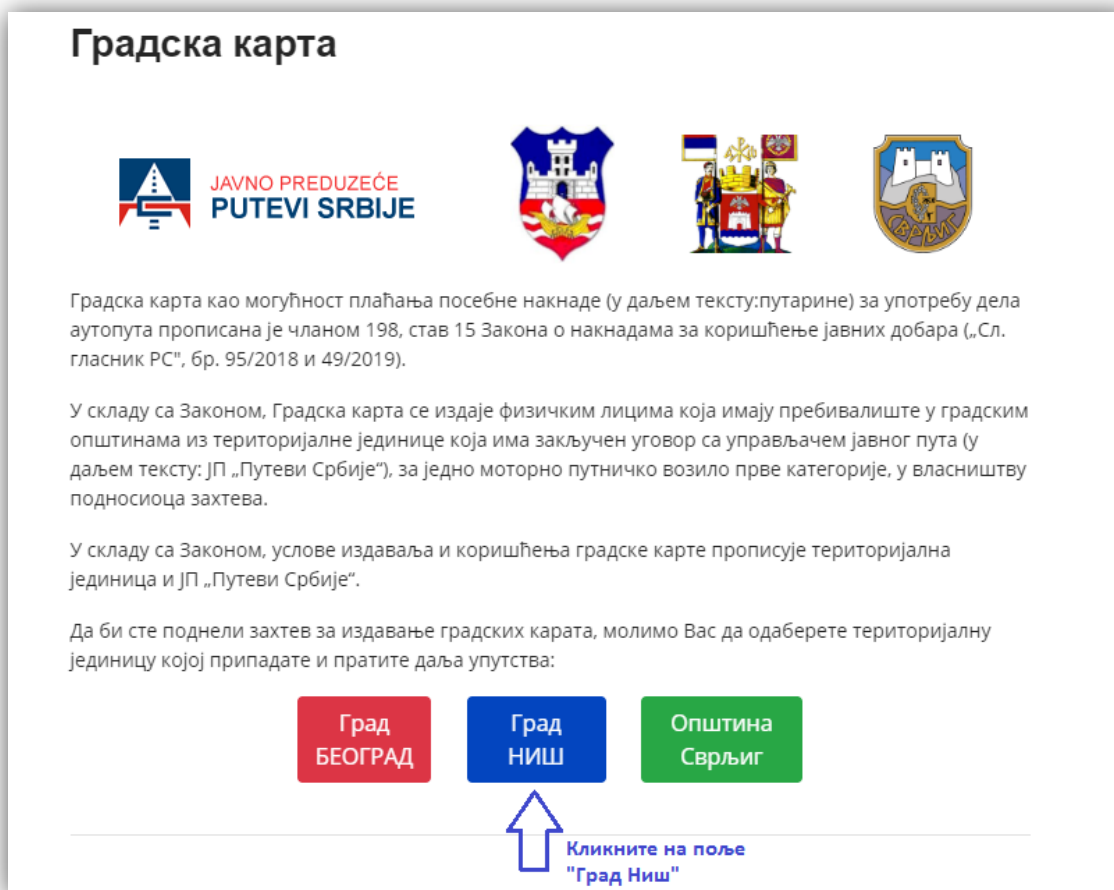 Градска карта
JAVNO PREDUZEĆE
PUTEVI SRBIJE
СВРЉИГ
Градска карта као могућност плаћања посебне накнаде (у даљем тексту:путарине) за употребу дела
аутопута прописана је чланом 198, став 15 Закона о накнадама за коришћење јавних добара („Сл.
гласник РС", бр. 95/2018 и 49/2019).
У складу са Законом, Градска карта се издаје физичким лицима која имају пребивалиште у градским
општинама из територијалне јединице која има закључен уговор са управљачем јавног пута (у
даљем тексту: ЈП „Путеви Србије“), за једно моторно путничко возило прве категорије, у власништву
подносиоца захтева.
У складу са Законом, услове издаваља и коришћења градске карте прописује територијална
јединица и ЈП „Путеви Србије“.
Да би сте поднели захтев за издавање градских карата, молимо Вас да одаберете територијалну
јединицу којој припадате и пратите даља упутства:
Град
БЕОГРАД
Град
НИШ
Општина
Сврљиг
Кликните на поље
"Град Ниш"